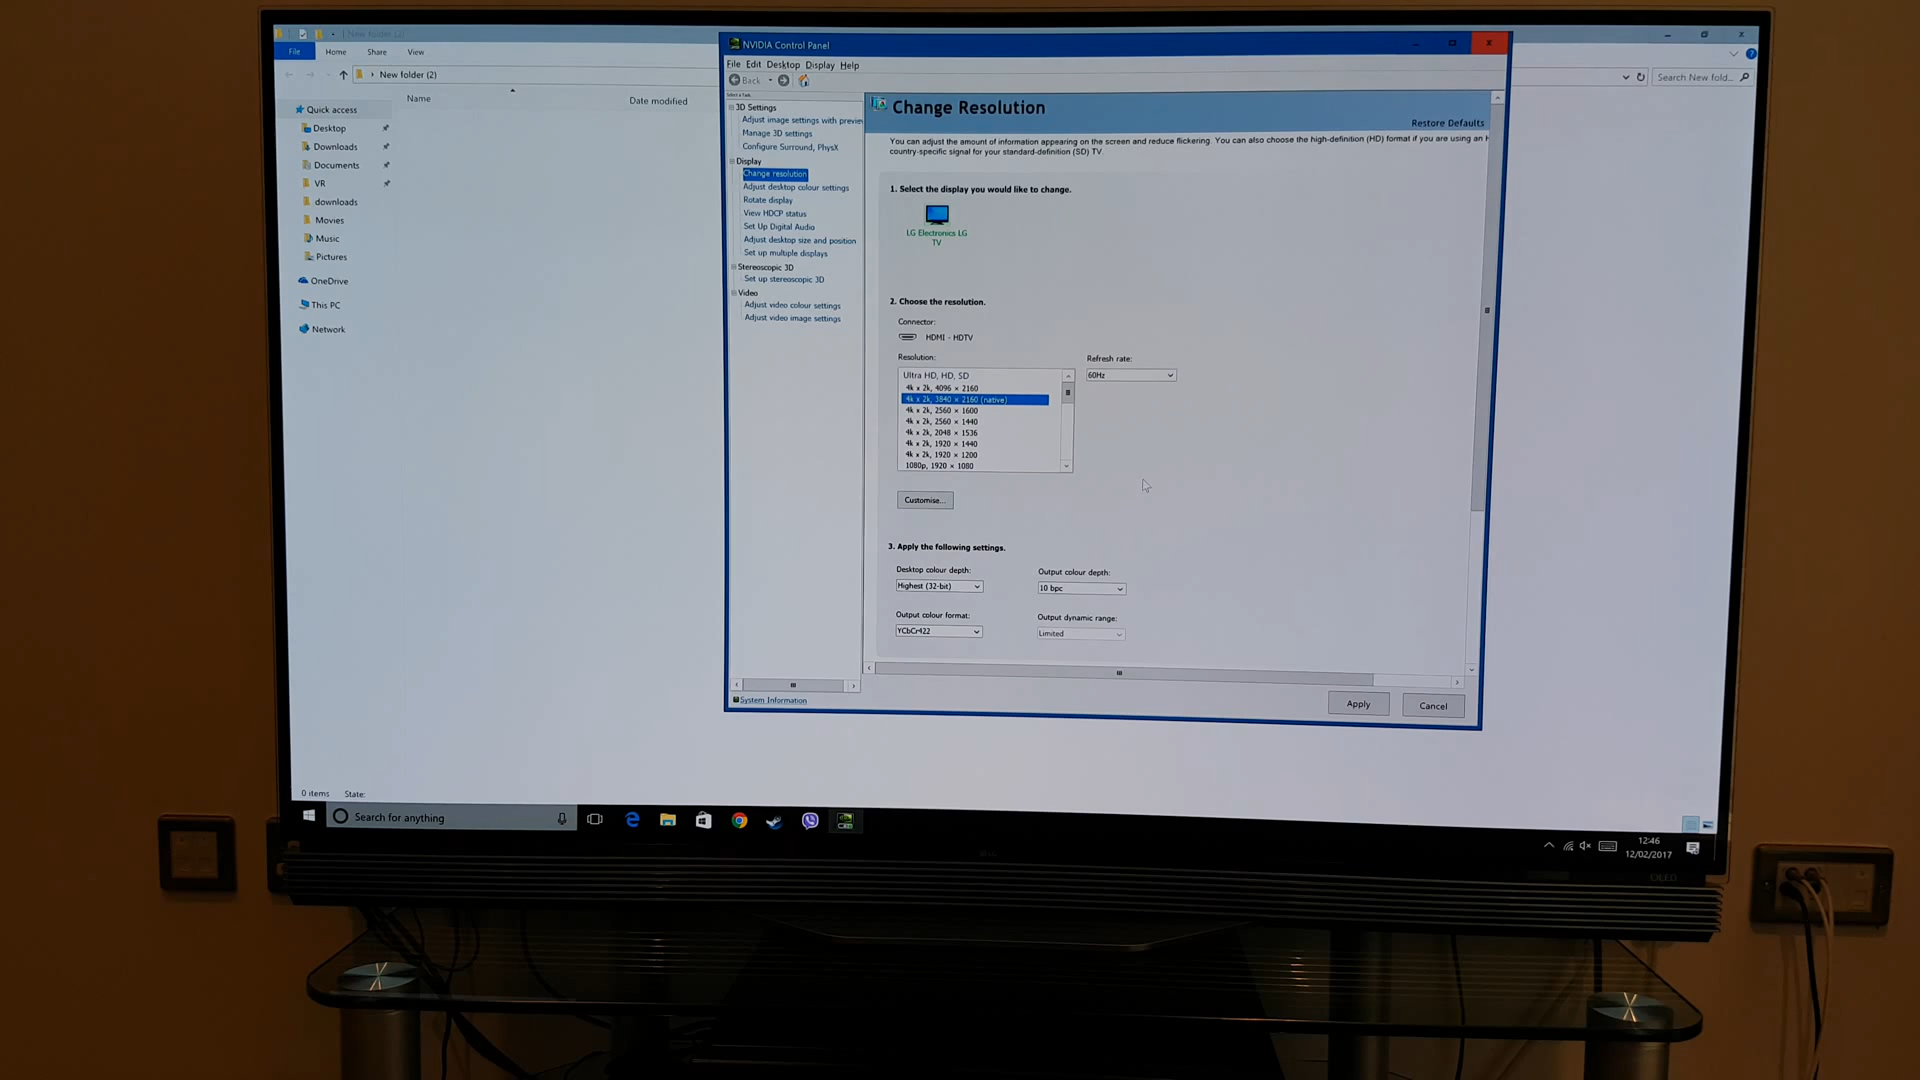 New folder (2)
File
Home
Share
View
New folder (2)
Search New fold...
Name
Date modified
Quick access
Desktop
Downloads
Documents
VR
downloads
Movies
Music
Pictures
OneDrive
This PC
Network
0 items
State:
NVIDIA Control Panel
File Edit Desktop Display Help
Back
Select a Task...
3D Settings
Adjust image settings with preview
Manage 3D settings
Configure Surround, PhysX
Display
Change resolution
Adjust desktop colour settings
Rotate display
View HDCP status
Set Up Digital Audio
Adjust desktop size and position
Set up multiple displays
Stereoscopic 3D
Set up stereoscopic 3D
Video
Adjust video colour settings
Adjust video image settings
System Information
Change Resolution
Restore Defaults
You can adjust the amount of information appearing on the screen and reduce flickering. You can also choose the high-definition (HD) format if you are using an H
country-specific signal for your standard-definition (SD) TV.
1. Select the display you would like to change.
LG Electronics LG
TV
2. Choose the resolution.
Connector:
HDMI - HDTV
Resolution:
Refresh rate:
60Hz
Ultra HD, HD, SD
4k x 2k, 4096 × 2160
4k x 2k, 3840 × 2160 (native)
4k x 2k, 2560 × 1600
4k x 2k, 2560 × 1440
4k x 2k, 2048 × 1536
4k x 2k, 1920 × 1440
4k x 2k, 1920 × 1200
1080p, 1920 × 1080
Customise...
3. Apply the following settings.
Desktop colour depth:
Output colour depth:
Highest (32-bit)
10 bpc
Output colour format:
Output dynamic range:
YCbCr422
Limited
Apply
Cancel
Search for anything
12:46
12/02/2017
OLED